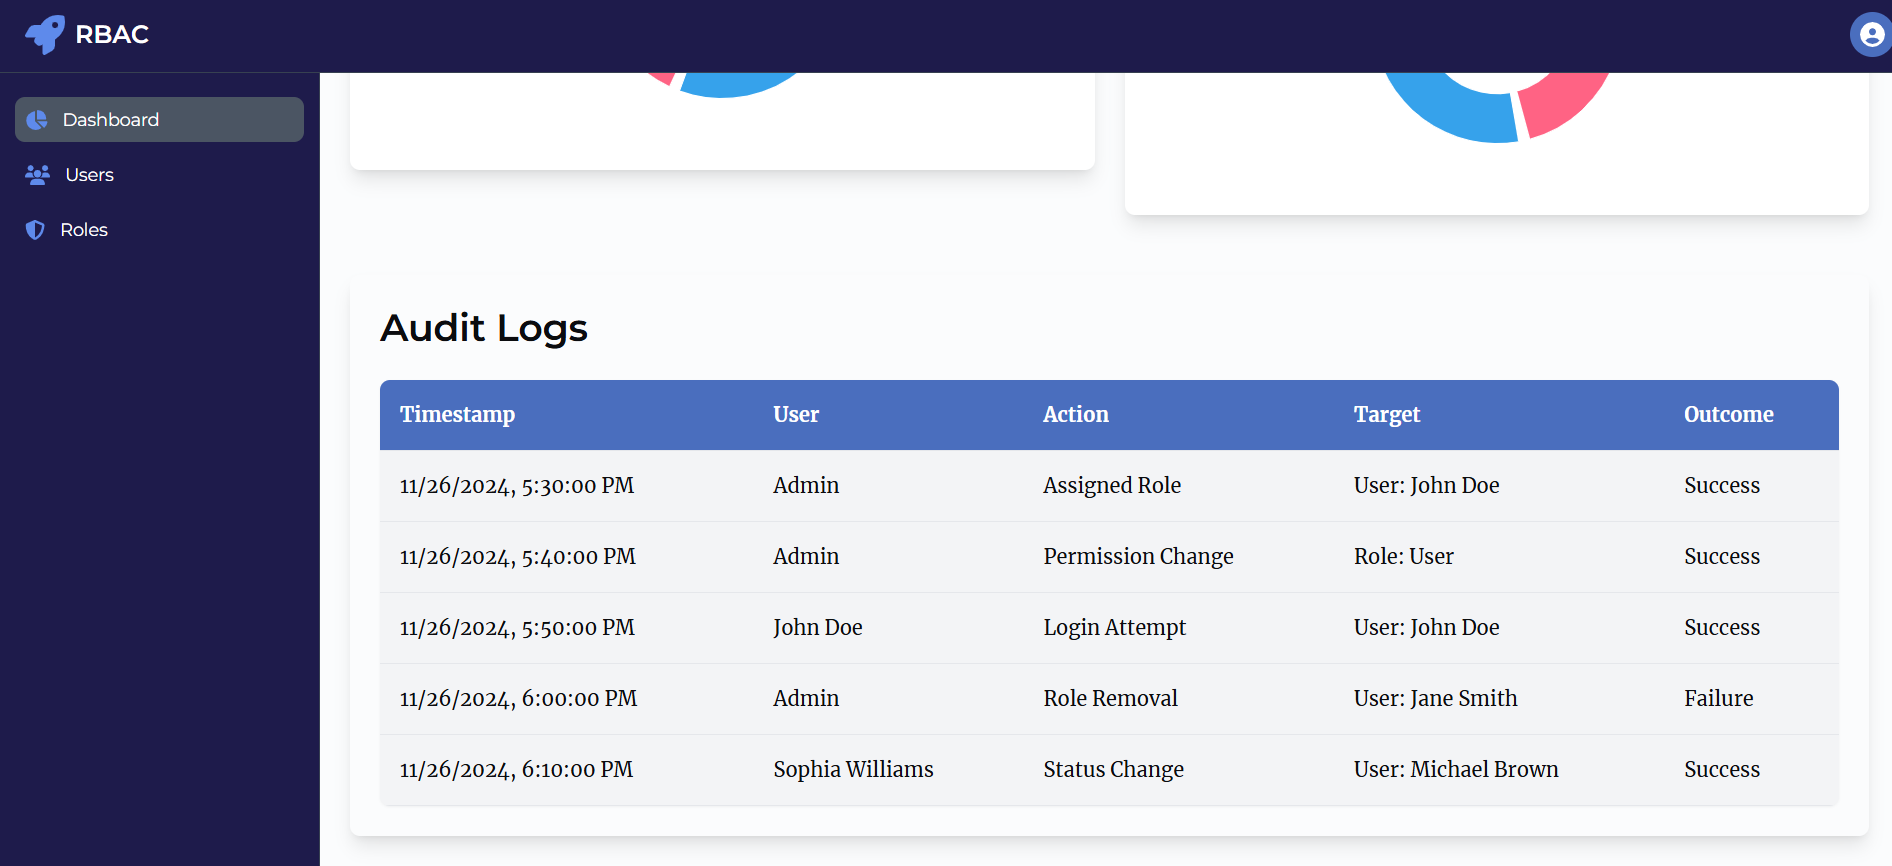 RBAC
Dashboard
Users
Roles
Audit Logs
Timestamp User Action Target Outcome
11/26/2024, 5:30:00 PM Admin Assigned Role User: John Doe Success
11/26/2024, 5:40:00 PM Admin Permission Change Role: User Success
11/26/2024, 5:50:00 PM John Doe Login Attempt User: John Doe Success
11/26/2024, 6:00:00 PM Admin Role Removal User: Jane Smith Failure
11/26/2024, 6:10:00 PM Sophia Williams Status Change User: Michael Brown Success